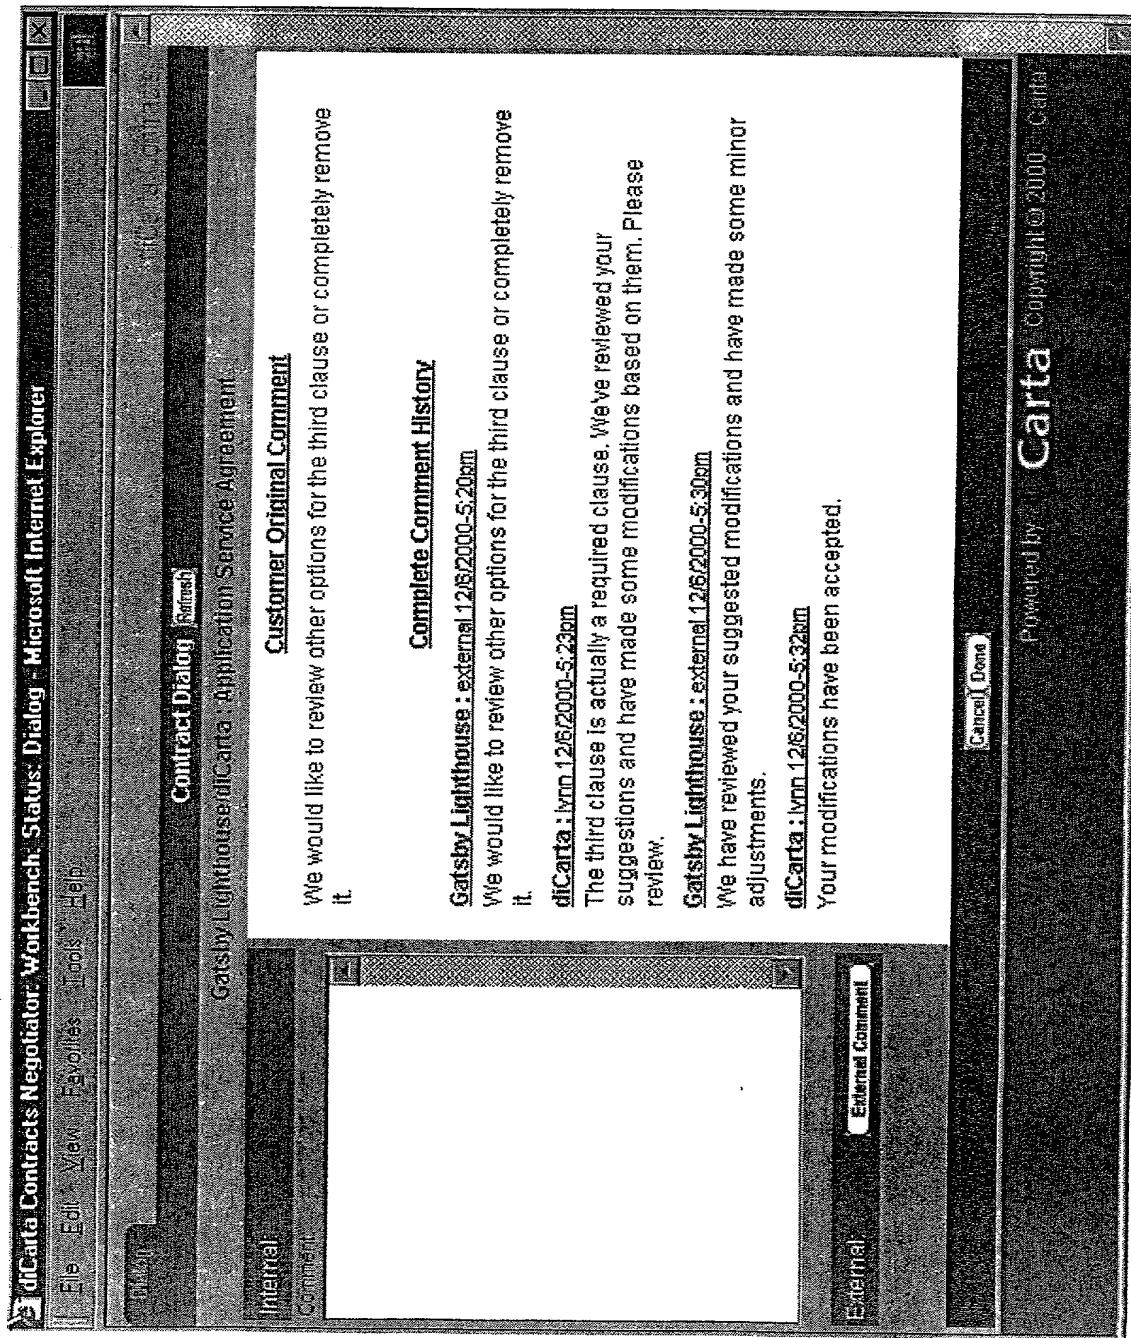 diCarta Contracts Negotiator: Workbench Status: Dialog - Microsoft Internet Explorer
File Edit View Favorites Tools Help
Contract Dialog Refresh
Gatsby Lighthouse/diCarta - Application Service Agreement
Internal
Comment
External
External Comment
Customer Original Comment
We would like to review other options for the third clause or completely remove
it.
Complete Comment History
Gatsby Lighthouse : external 12/6/2000-5:20pm
We would like to review other options for the third clause or completely remove
it.
diCarta : lynn 12/6/2000-5:23pm
The third clause is actually a required clause. We've reviewed your
suggestions and have made some modifications based on them. Please
review.
Gatsby Lighthouse : external 12/6/2000-5:30pm
We have reviewed your suggested modifications and have made some minor
adjustments.
diCarta : lynn 12/6/2000-5:32pm
Your modifications have been accepted.
Cancel Done
Powered by Carta Copyright © 2000